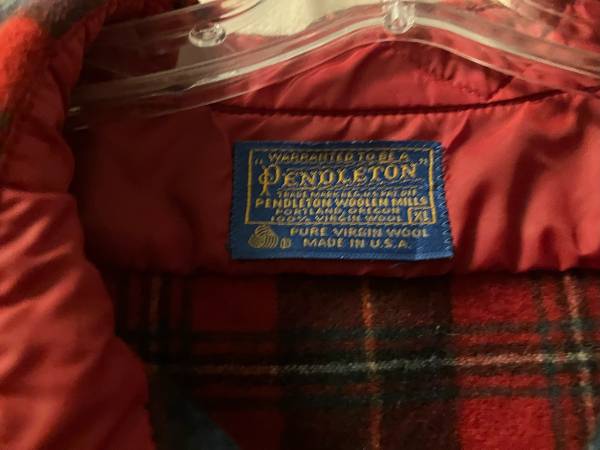 "WARRANTED TO BE A
PENDLETON"
TRADE MARK REG. U.S. PAT. OFF.
PENDLETON WOOLEN MILLS
PORTLAND, OREGON
100% VIRGIN WOOL XL
PURE VIRGIN WOOL
MADE IN U.S.A.